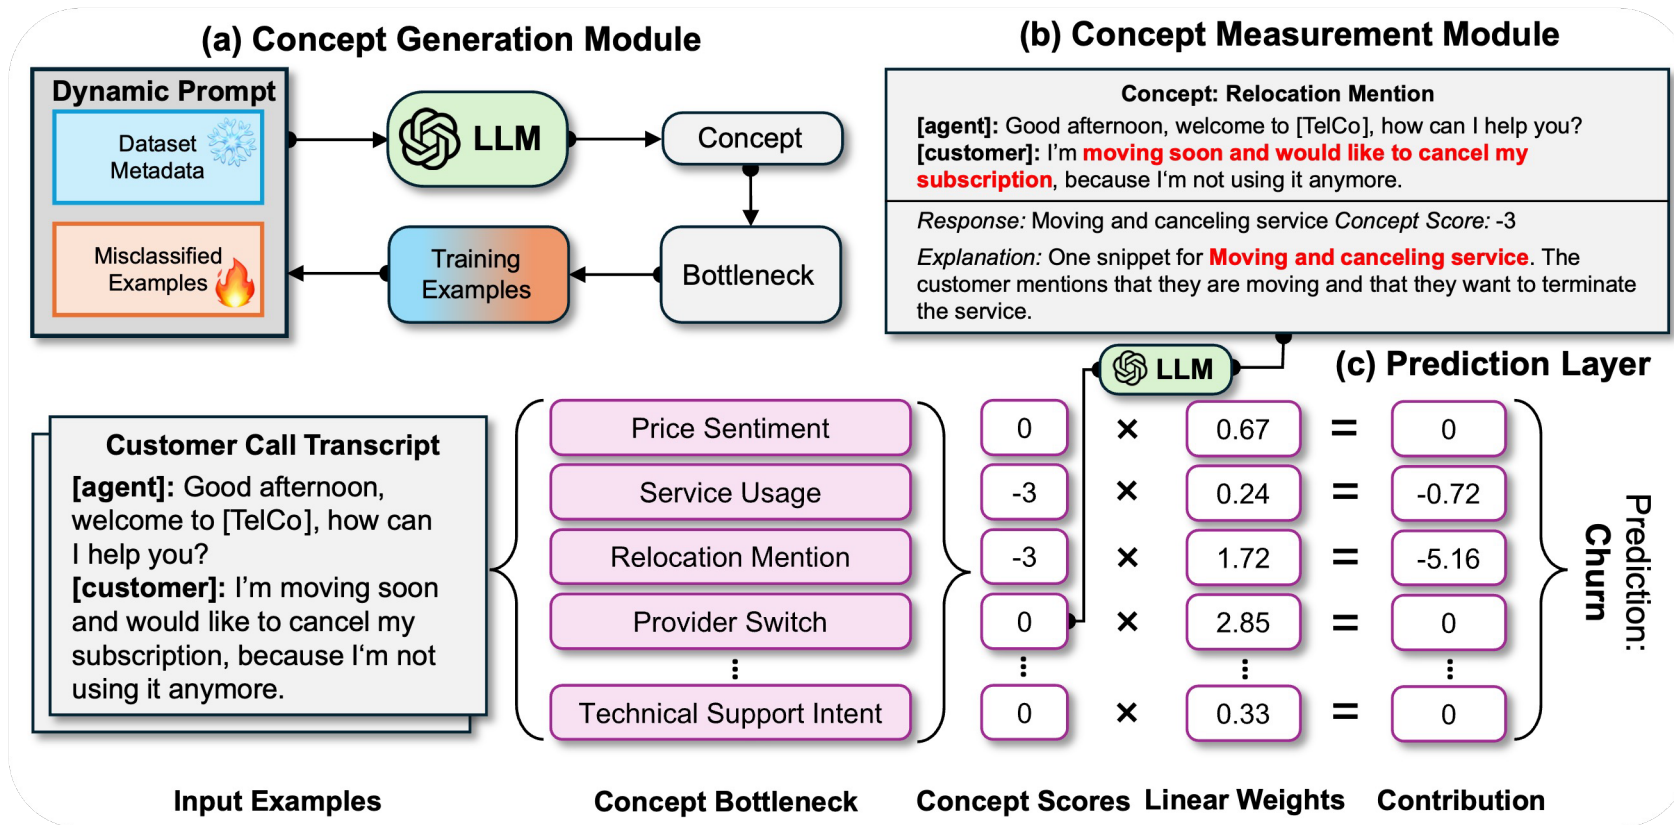 (a) Concept Generation Module
Dynamic Prompt
Dataset
Metadata
Misclassified
Examples
LLM
Concept
Bottleneck
Training
Examples
(b) Concept Measurement Module
Concept: Relocation Mention
[agent]: Good afternoon, welcome to [TelCo], how can I help you?
[customer]: I'm moving soon and would like to cancel my
subscription, because I'm not using it anymore.
Response: Moving and canceling service Concept Score: -3
Explanation: One snippet for Moving and canceling service. The
customer mentions that they are moving and that they want to terminate
the service.
LLM
(c) Prediction Layer
Customer Call Transcript
[agent]: Good afternoon,
welcome to [TelCo], how can
I help you?
[customer]: I'm moving soon
and would like to cancel my
subscription, because I'm not
using it anymore.
Price Sentiment 0 × 0.67 = 0
Service Usage -3 × 0.24 = -0.72
Relocation Mention -3 × 1.72 = -5.16
Provider Switch 0 × 2.85 = 0
⋮ ⋮ ⋮ ⋮
Technical Support Intent 0 × 0.33 = 0
Prediction:
Churn
Input Examples Concept Bottleneck Concept Scores Linear Weights Contribution